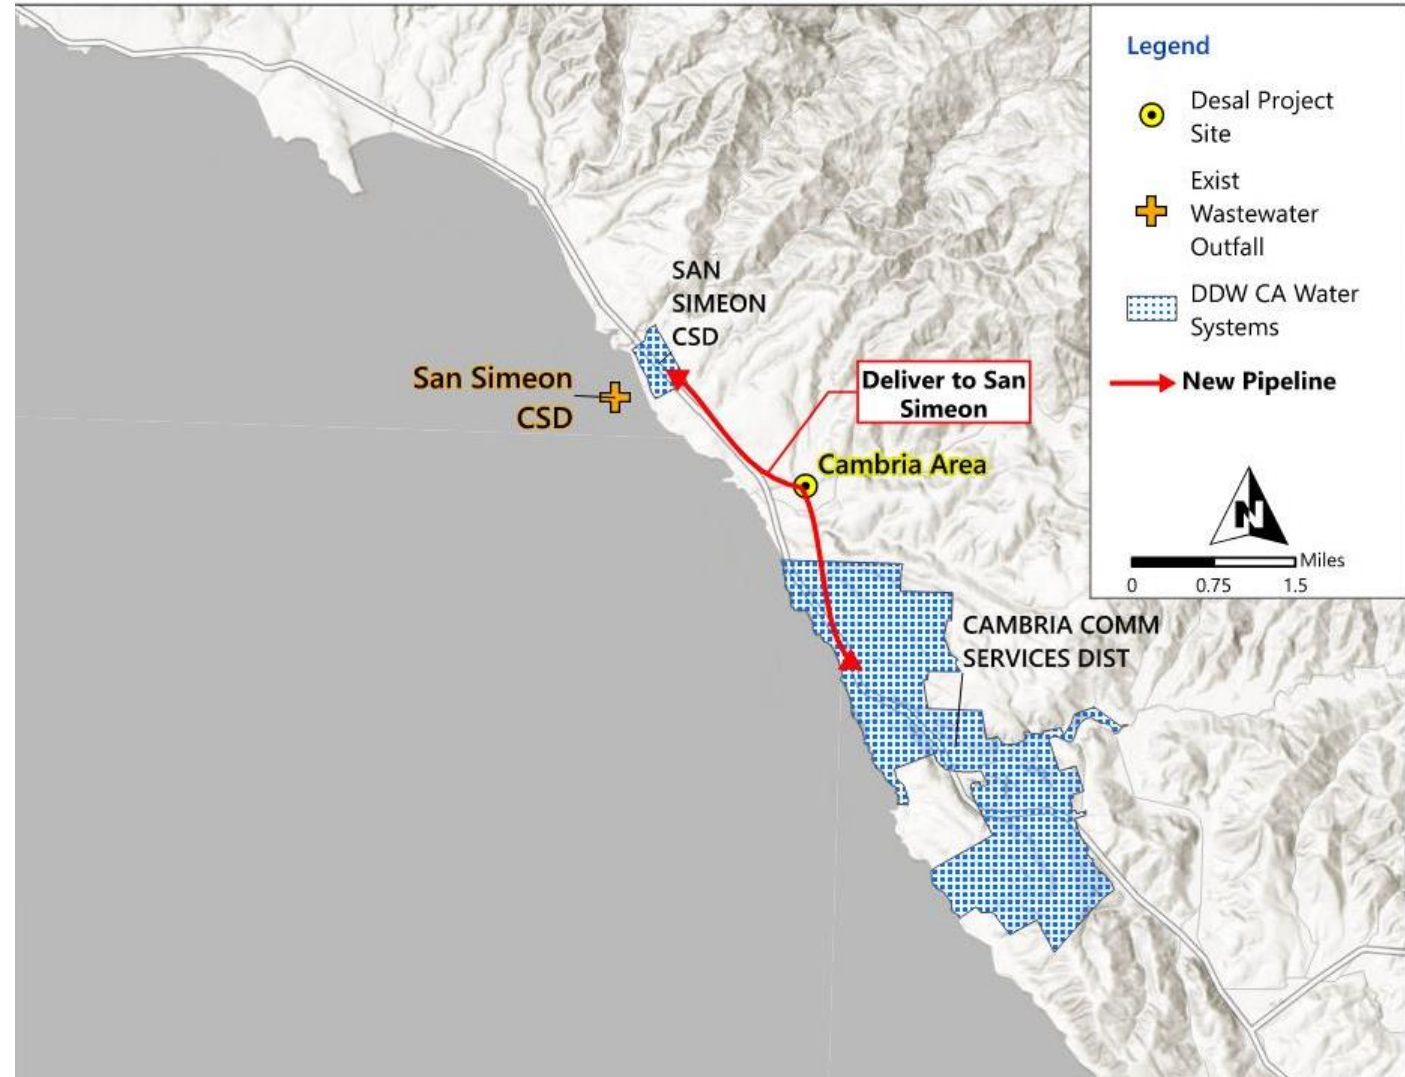 SAN
SIMEON
CSD
San Simeon
CSD
Deliver to San
Simeon
Cambria Area
CAMBRIA COMM
SERVICES DIST
Legend
Desal Project
Site
Exist
Wastewater
Outfall
DDW CA Water
Systems
New Pipeline
N
Miles
0 0.75 1.5